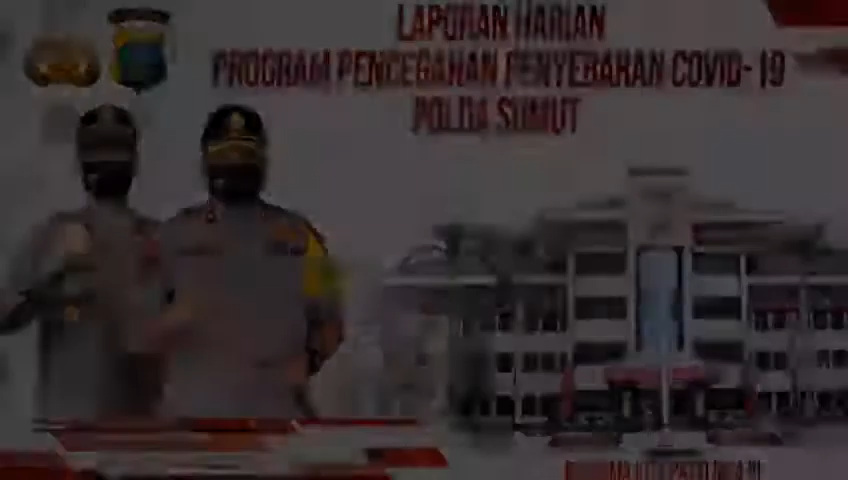 LAPORAN HARIAN
PROGRAM PENCEGAHAN PENYEBARAN COVID-19
POLDA SUMUT